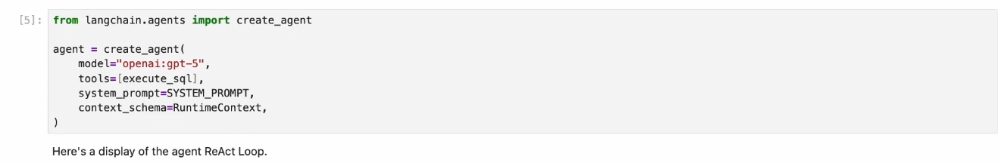 [5]: from langchain.agents import create_agent
agent = create_agent(
    model="openai:gpt-5",
    tools=[execute_sql],
    system_prompt=SYSTEM_PROMPT,
    context_schema=RuntimeContext,
)
Here's a display of the agent ReAct Loop.